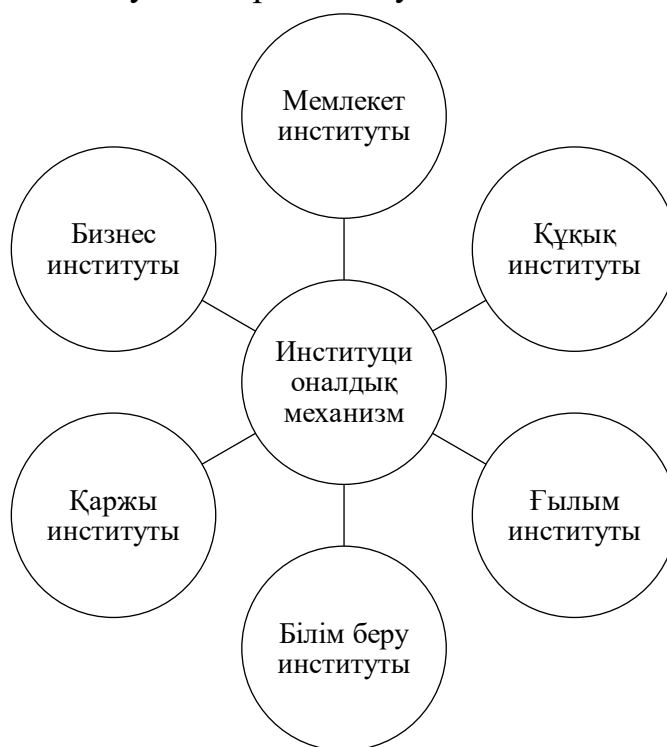 Мемлекет
институты
Бизнес
институты
Құқық
институты
Институци
оналдық
механизм
Қаржы
институты
Ғылым
институты
Білім беру
институты